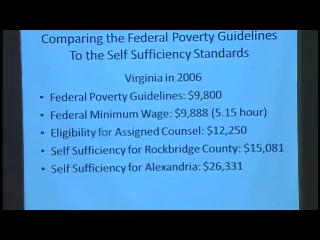 Comparing the Federal Poverty Guidelines
To the Self Sufficiency Standards
Virginia in 2006
• Federal Poverty Guidelines: $9,800
• Federal Minimum Wage: $9,888 (5.15 hour)
• Eligibility for Assigned Counsel: $12,250
• Self Sufficiency for Rockbridge County: $15,081
• Self Sufficiency for Alexandria: $26,331